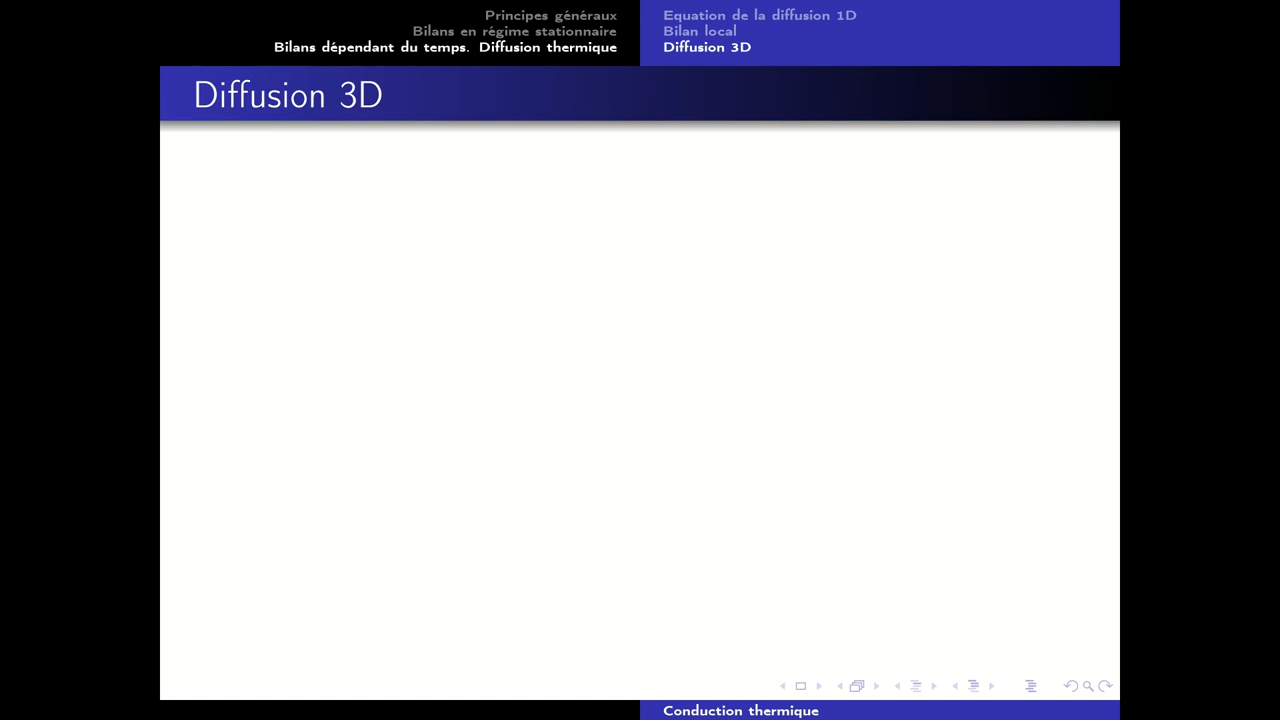 Principes généraux
Bilans en régime stationnaire
Bilans dépendant du temps. Diffusion thermique
Equation de la diffusion 1D
Bilan local
Diffusion 3D
Diffusion 3D
Conduction thermique